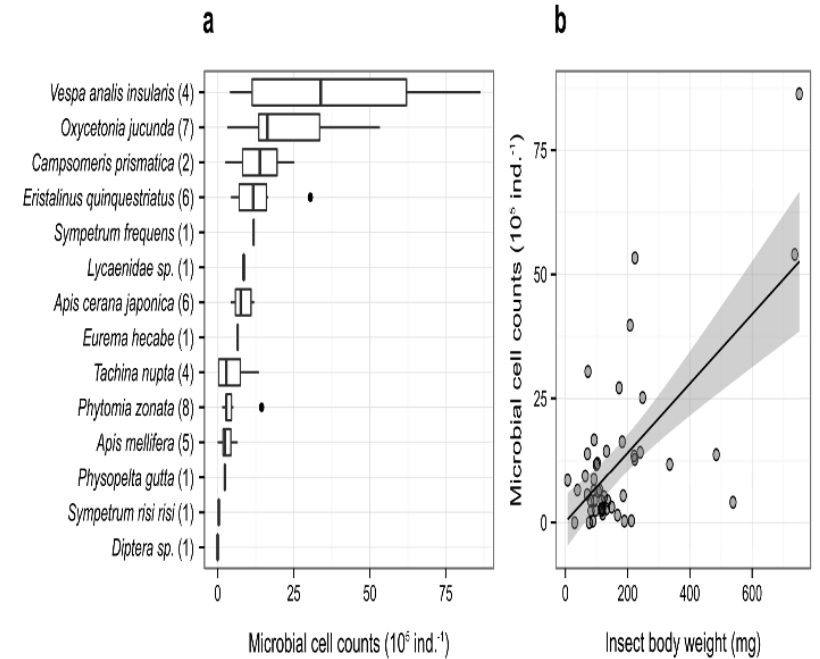 a
b
Vespa analis insularis (4)
Oxycetonia jucunda (7)
Campsomeris prismatica (2)
Eristalinus quinquestriatus (6)
Sympetrum frequens (1)
Lycaenidae sp. (1)
Apis cerana japonica (6)
Eurema hecabe (1)
Tachina nupta (4)
Phytomia zonata (8)
Apis mellifera (5)
Physopelta gutta (1)
Sympetrum risi risi (1)
Diptera sp. (1)
0 25 50 75
Microbial cell counts (10⁵ ind.⁻¹)
Microbial cell counts (10⁵ ind.⁻¹)
75
50
25
0
0 200 400 600
Insect body weight (mg)